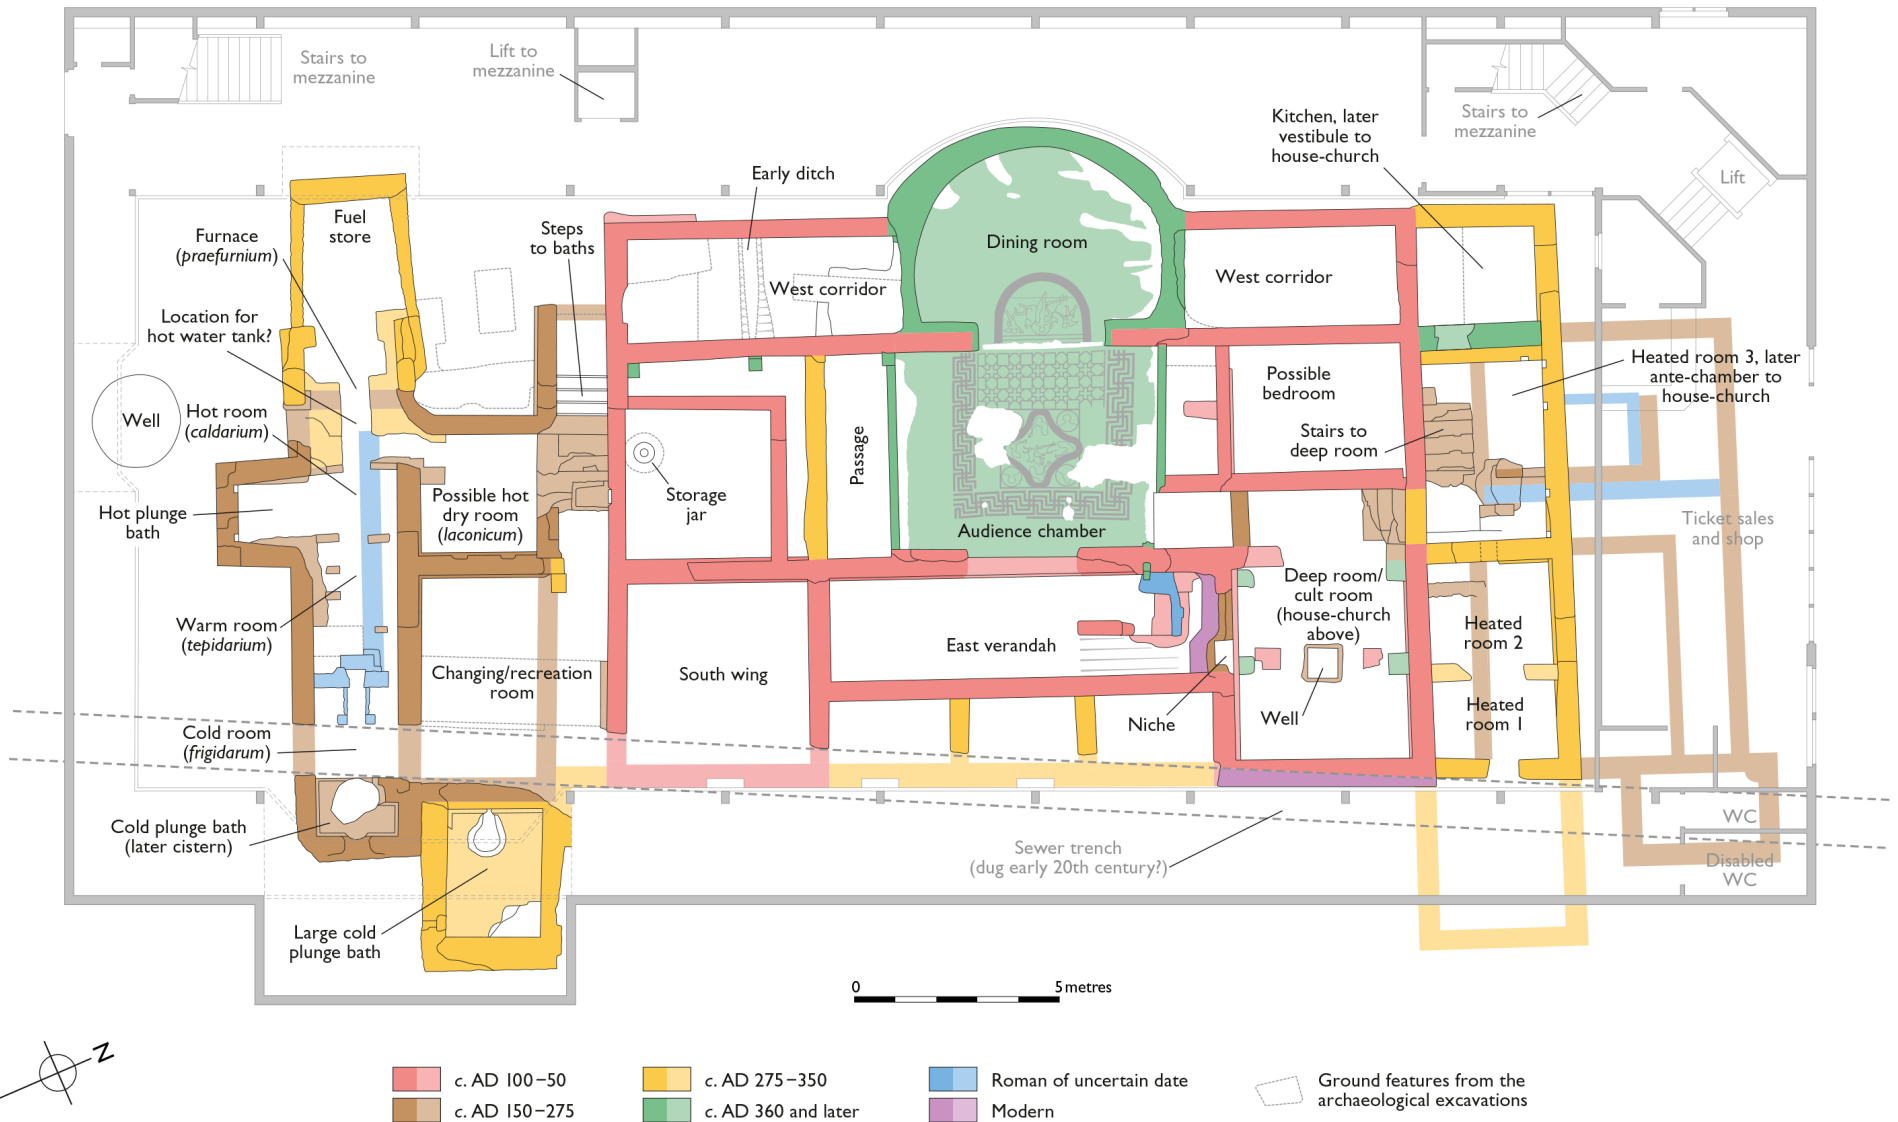 Stairs to
mezzanine
Lift to
mezzanine
Kitchen, later
vestibule to
house-church
Stairs to
mezzanine
Lift
Early ditch
Fuel
store
Furnace
(praefurnium)
Steps
to baths
Dining room
West corridor
West corridor
Location for
hot water tank?
Heated room 3, later
ante-chamber to
house-church
Possible
bedroom
Well
Hot room
(caldarium)
Stairs to
deep room
Passage
Storage
jar
Possible hot
dry room
(laconicum)
Hot plunge
bath
Audience chamber
Ticket sales
and shop
Deep room/
cult room
(house-church
above)
Warm room
(tepidarium)
Heated
room 2
East verandah
South wing
Changing/recreation
room
Niche
Well
Heated
room 1
Cold room
(frigidarum)
Cold plunge bath
(later cistern)
Sewer trench
(dug early 20th century?)
WC
Disabled
WC
Large cold
plunge bath
0 5 metres
N
c. AD 100–50
c. AD 150–275
c. AD 275–350
c. AD 360 and later
Roman of uncertain date
Modern
Ground features from the
archaeological excavations